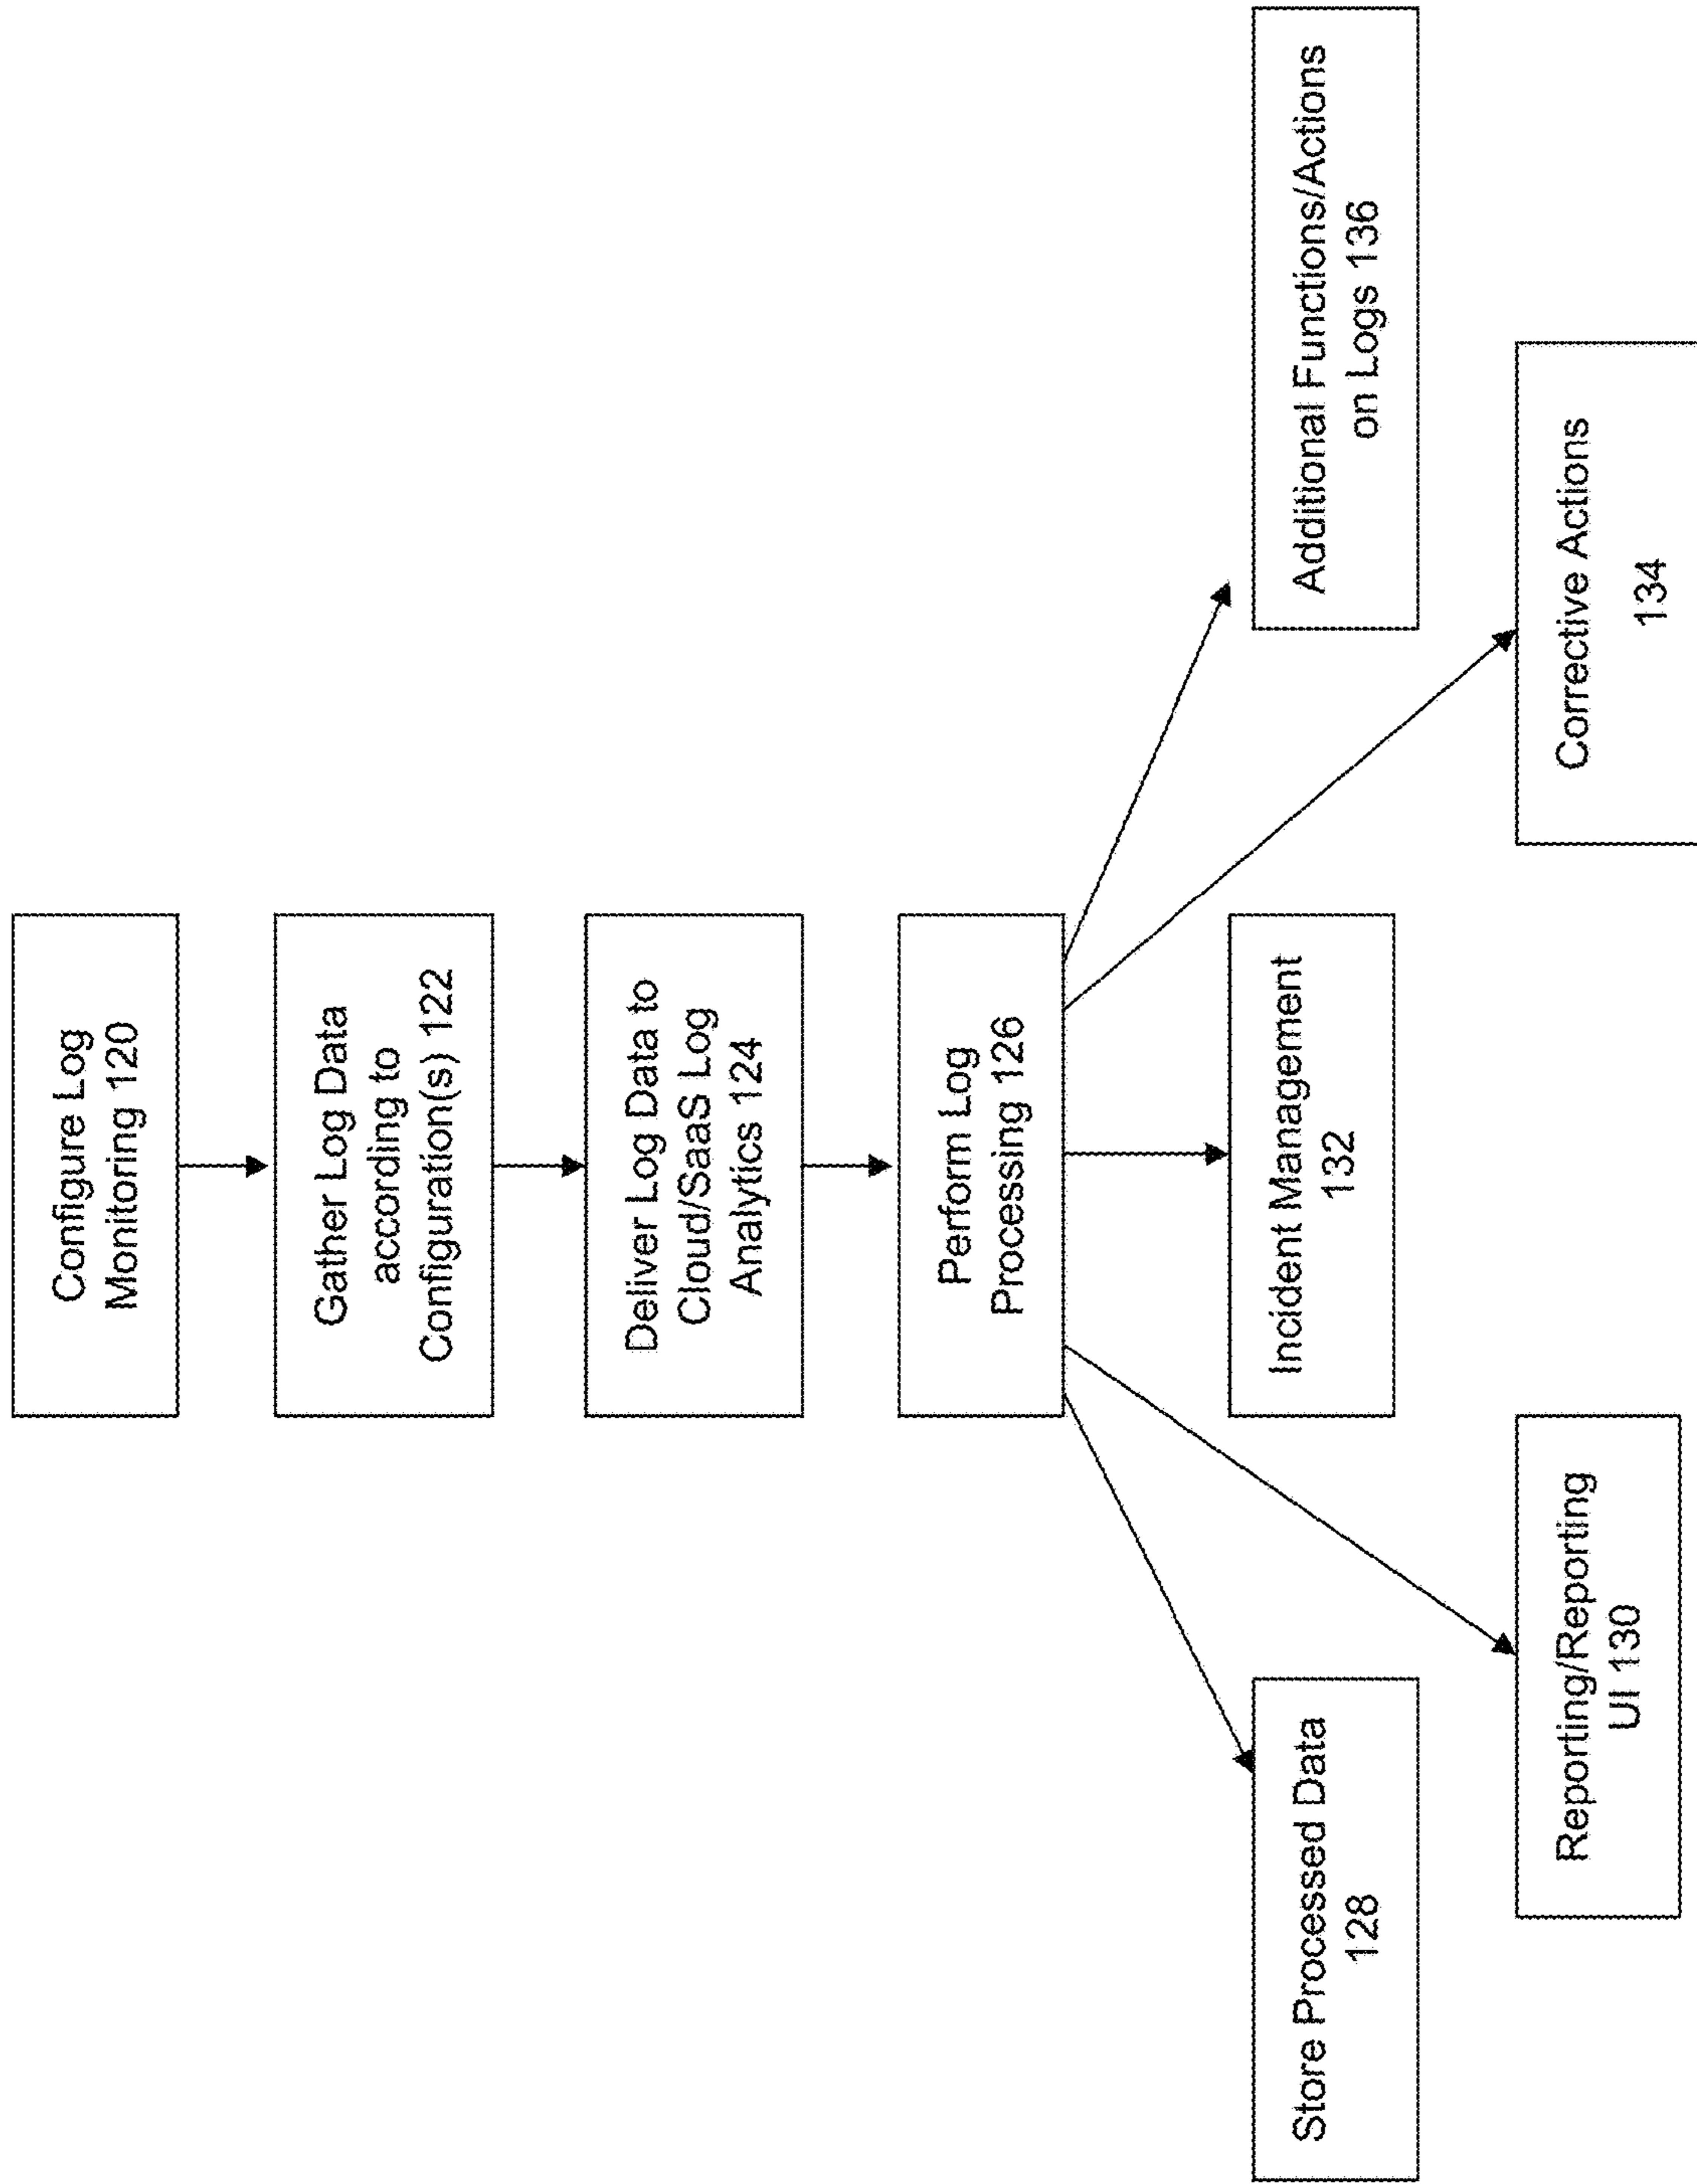 Configure Log
Monitoring 120
Gather Log Data
according to
Configuration(s) 122
Deliver Log Data to
Cloud/SaaS Log
Analytics 124
Perform Log
Processing 126
Store Processed Data
128
Reporting/Reporting
UI 130
Incident Management
132
Corrective Actions
134
Additional Functions/Actions
on Logs 136